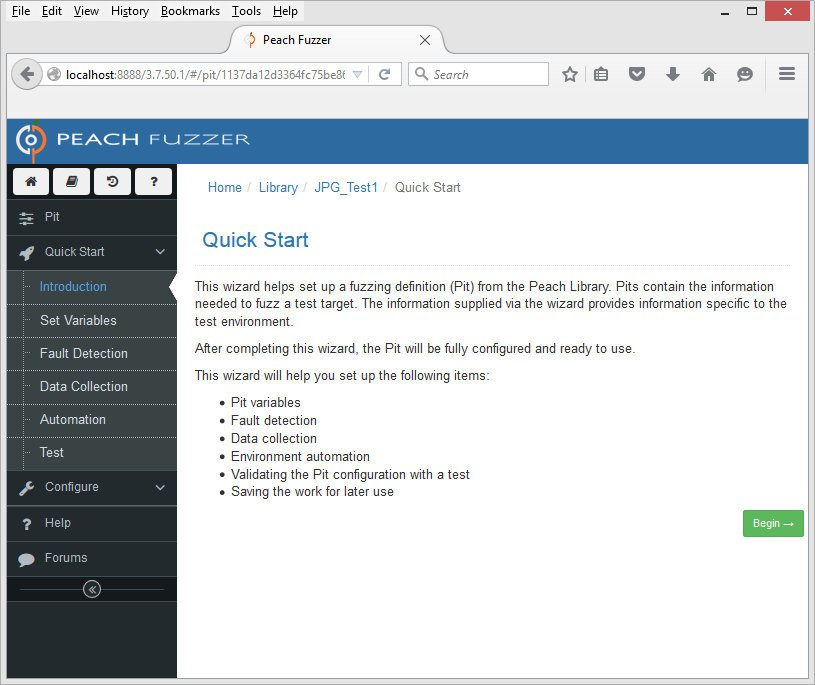 File Edit View History Bookmarks Tools Help
Peach Fuzzer
localhost:8888/3.7.50.1/#/pit/1137da12d3364fc75be86
Search
PEACH FUZZER
?
Home / Library / JPG_Test1 / Quick Start
Pit
Quick Start
Introduction
Set Variables
Fault Detection
Data Collection
Automation
Test
Configure
? Help
Forums
Quick Start
This wizard helps set up a fuzzing definition (Pit) from the Peach Library. Pits contain the information
needed to fuzz a test target. The information supplied via the wizard provides information specific to the
test environment.
After completing this wizard, the Pit will be fully configured and ready to use.
This wizard will help you set up the following items:
• Pit variables
• Fault detection
• Data collection
• Environment automation
• Validating the Pit configuration with a test
• Saving the work for later use
Begin →